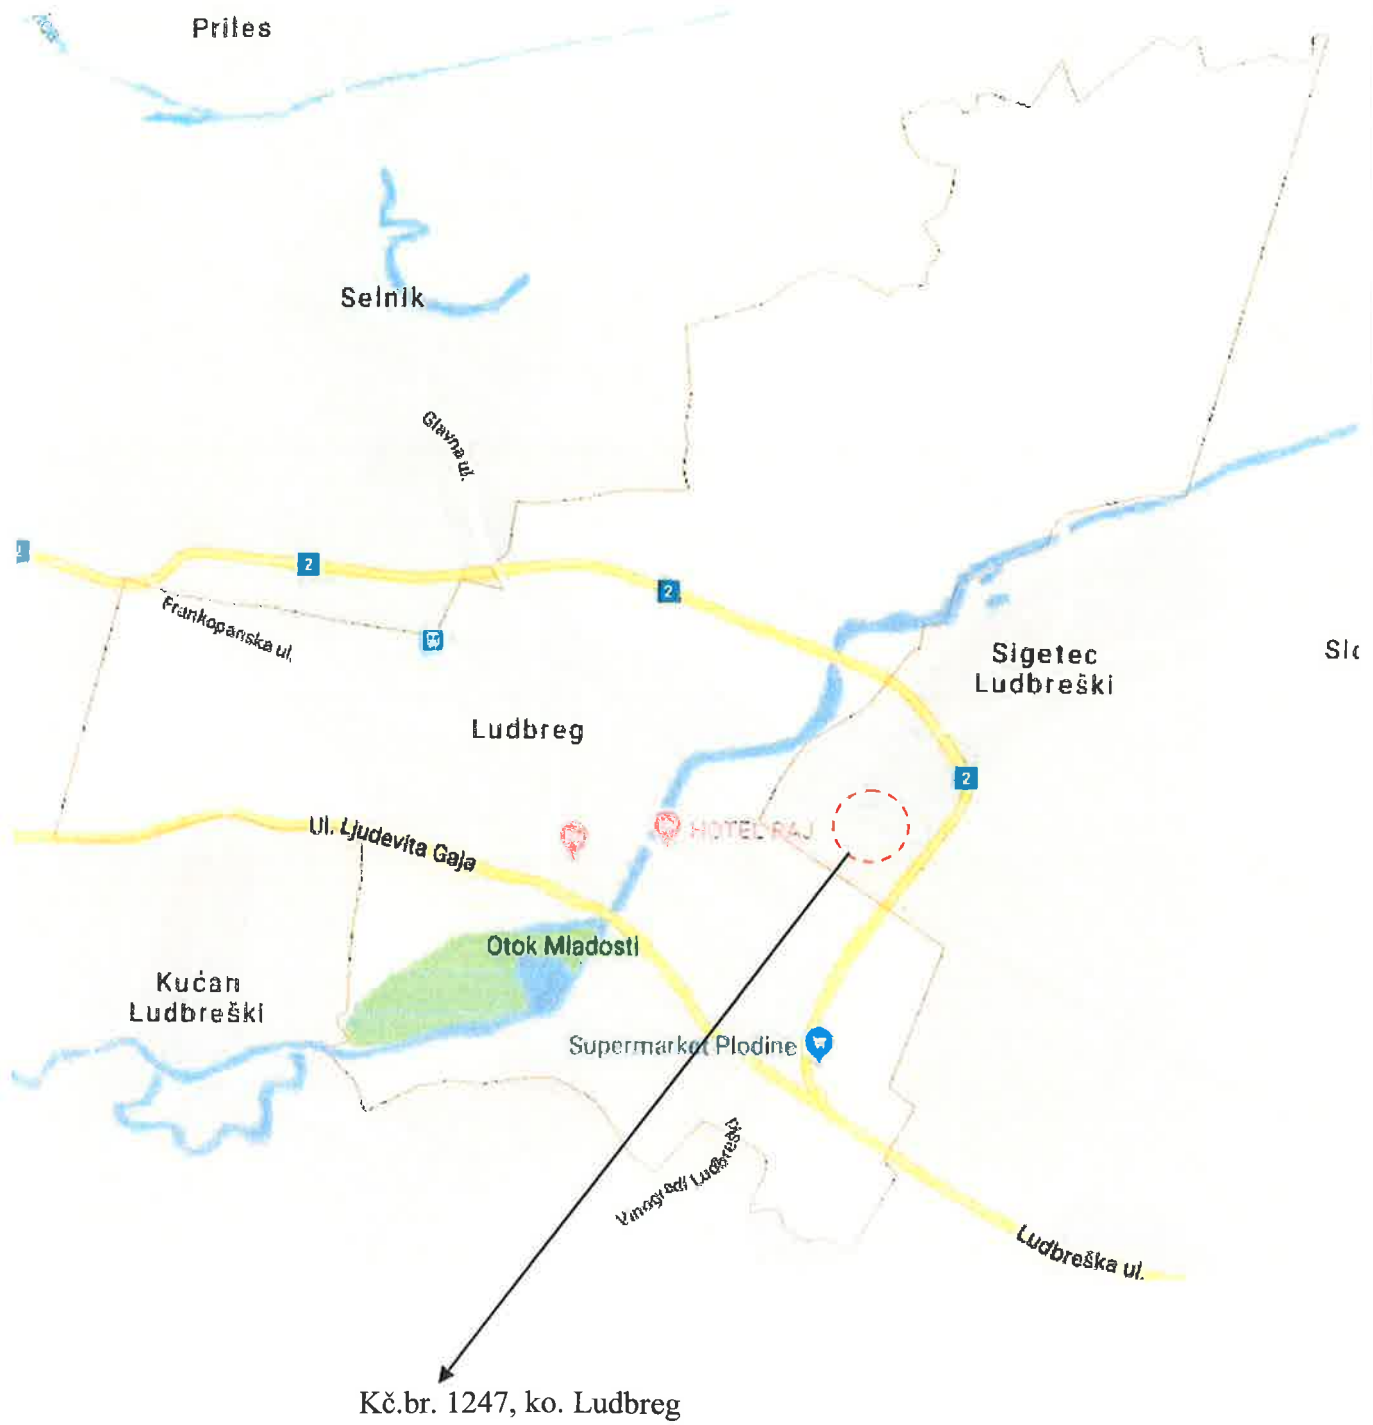 Priles
Selnik
Glavna ul.
2
2
Frankopanska ul.
Sigetec
Ludbreški
Ludbreg
2
Ul. Ljudevita Gaja
HOTEL RAJ
Otok Mladosti
Kućan
Ludbreški
Supermarket Plodine
Vinogradi Ludbreški
Ludbreška ul.
Kč.br. 1247, ko. Ludbreg